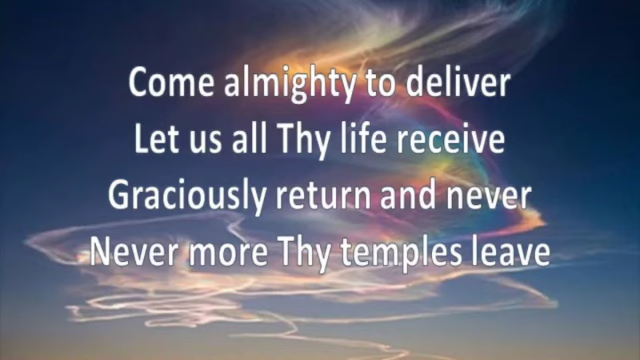 Come almighty to deliver
Let us all Thy life receive
Graciously return and never
Never more Thy temples leave